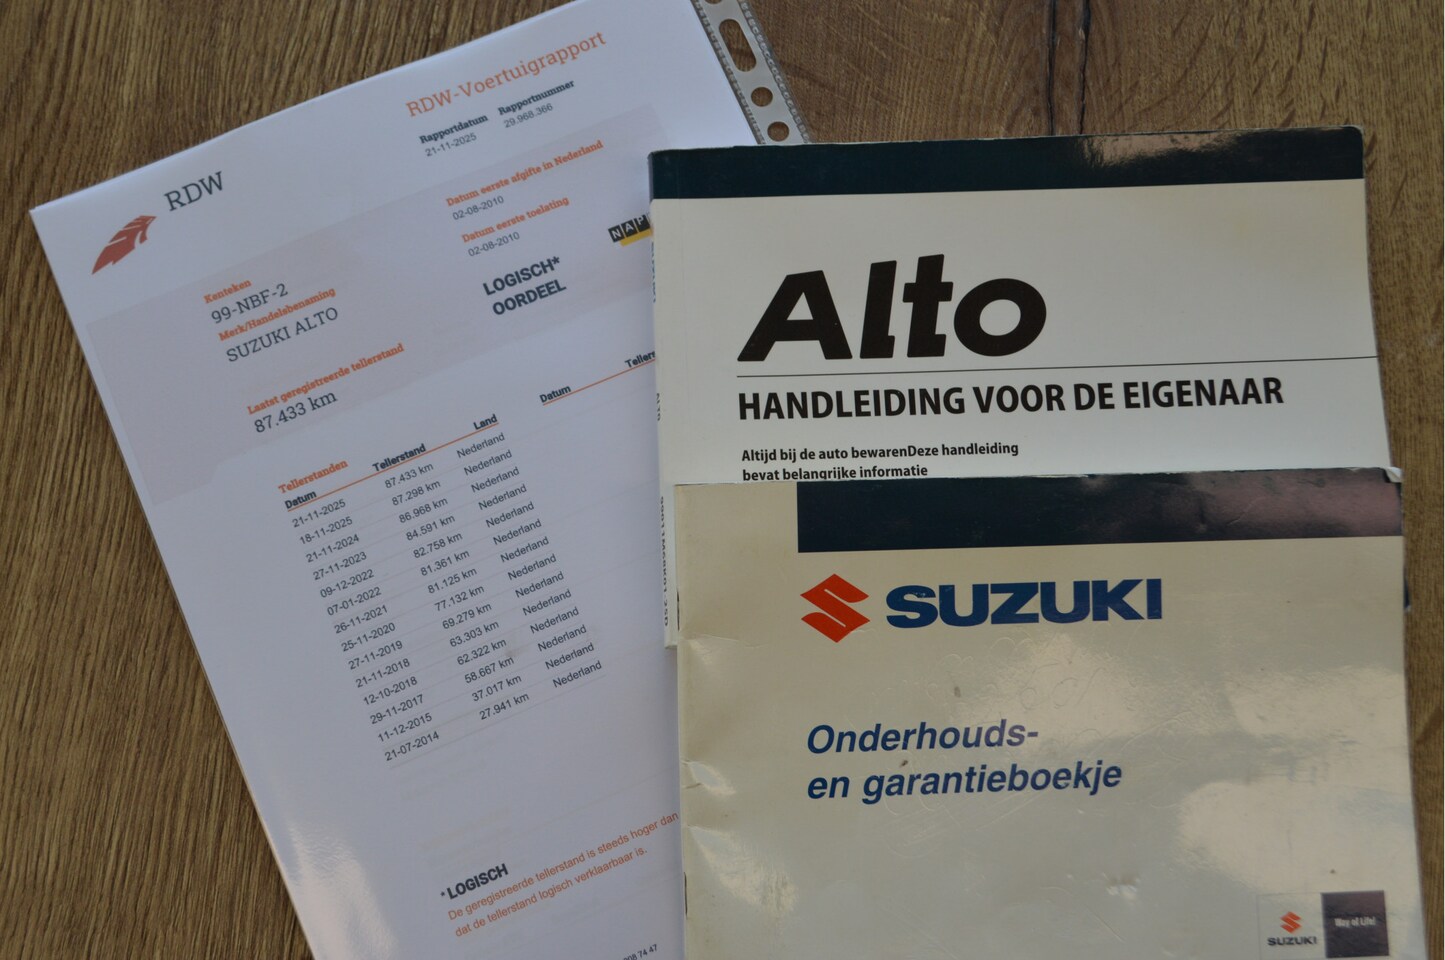 RDW
RDW-Voertuigrapport
Rapportdatum Rapportnummer
21-11-2025 29.968.366
Kenteken
99-NBF-2
Merk/Handelsbenaming
SUZUKI ALTO
Datum eerste afgifte in Nederland
02-08-2010
Datum eerste toelating
02-08-2010
Laatst geregistreerde tellerstand
87.433 km
LOGISCH*
OORDEEL
NAP
Tellerstanden
Datum Tellerstand Land
21-11-2025 87.433 km Nederland
18-11-2025 87.298 km Nederland
21-11-2024 86.968 km Nederland
27-11-2023 84.591 km Nederland
09-12-2022 82.758 km Nederland
07-01-2022 81.361 km Nederland
26-11-2021 81.125 km Nederland
25-11-2020 77.132 km Nederland
27-11-2019 69.279 km Nederland
21-11-2018 63.303 km Nederland
12-10-2018 62.322 km Nederland
29-11-2017 58.667 km Nederland
11-12-2015 37.017 km Nederland
21-07-2014 27.941 km Nederland
Datum
* LOGISCH
De geregistreerde tellerstand is steeds hoger dan
dat de tellerstand logisch verklaarbaar is.
Alto
HANDLEIDING VOOR DE EIGENAAR
Altijd bij de auto bewarenDeze handleiding
bevat belangrijke informatie
SUZUKI
Onderhouds-
en garantieboekje
SUZUKI
Way of Life!